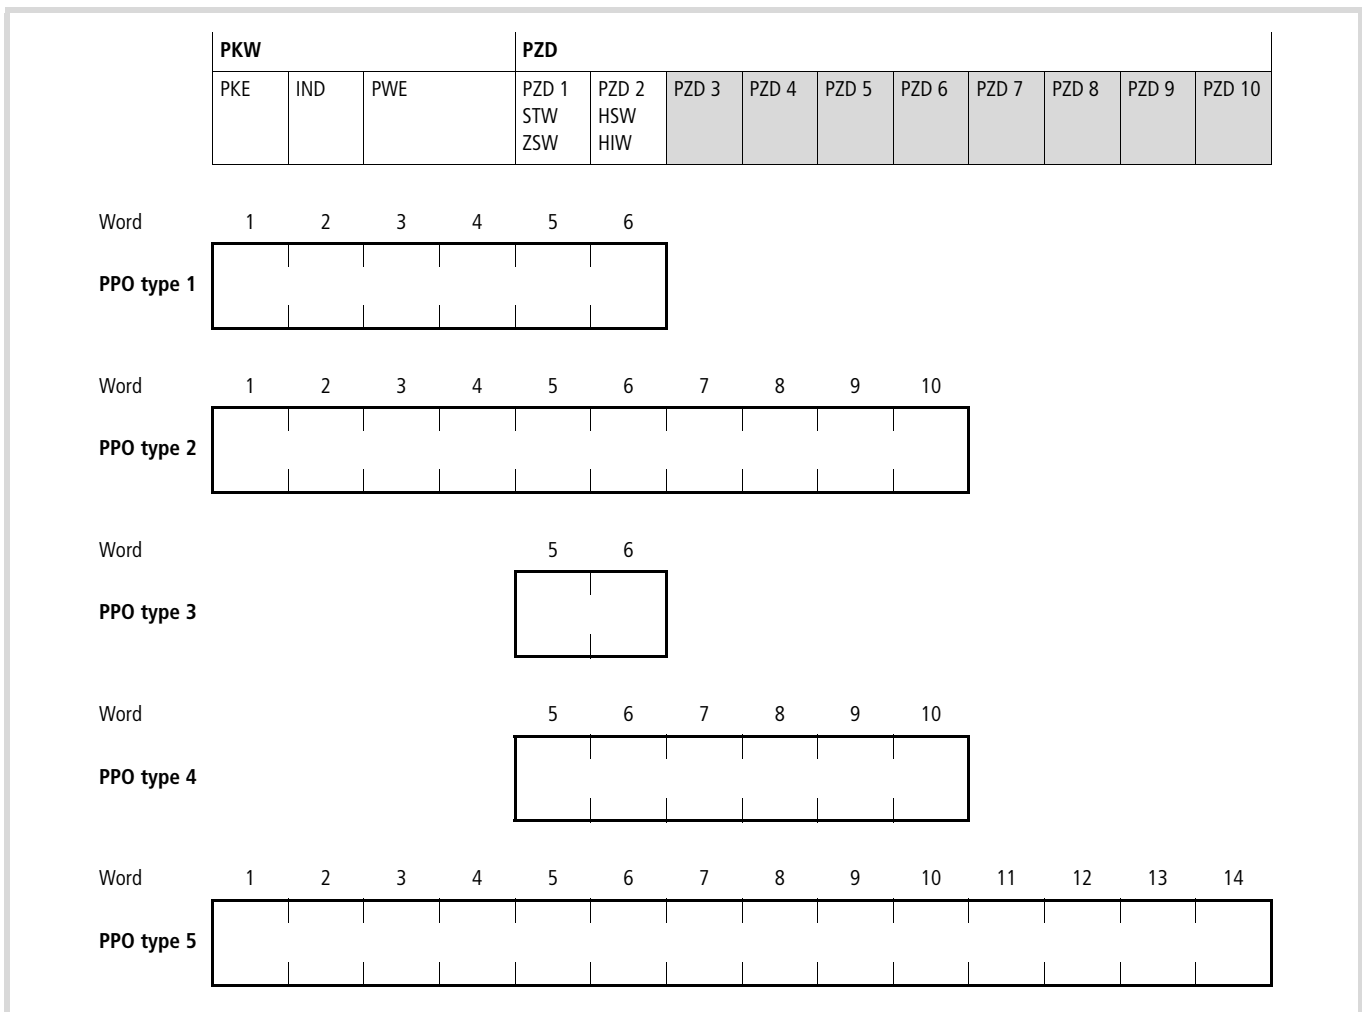 PKW PZD
PKE IND PWE PZD 1 PZD 2 PZD 3 PZD 4 PZD 5 PZD 6 PZD 7 PZD 8 PZD 9 PZD 10
STW HSW
ZSW HIW
Word 1 2 3 4 5 6
PPO type 1
Word 1 2 3 4 5 6 7 8 9 10
PPO type 2
Word 5 6
PPO type 3
Word 5 6 7 8 9 10
PPO type 4
Word 1 2 3 4 5 6 7 8 9 10 11 12 13 14
PPO type 5